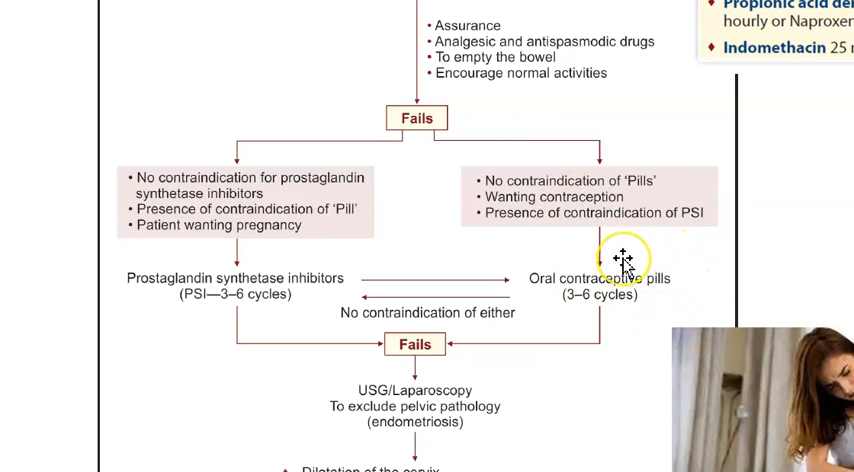 Propionic acid de
hourly or Naproxen
Indomethacin 25
• Assurance
• Analgesic and antispasmodic drugs
• To empty the bowel
• Encourage normal activities
Fails
• No contraindication for prostaglandin
synthetase inhibitors
• Presence of contraindication of ‘Pill’
• Patient wanting pregnancy
• No contraindication of ‘Pills’
• Wanting contraception
• Presence of contraindication of PSI
Prostaglandin synthetase inhibitors
(PSI—3–6 cycles)
Oral contraceptive pills
(3–6 cycles)
No contraindication of either
Fails
USG/Laparoscopy
To exclude pelvic pathology
(endometriosis)
Dilatation of the cervix